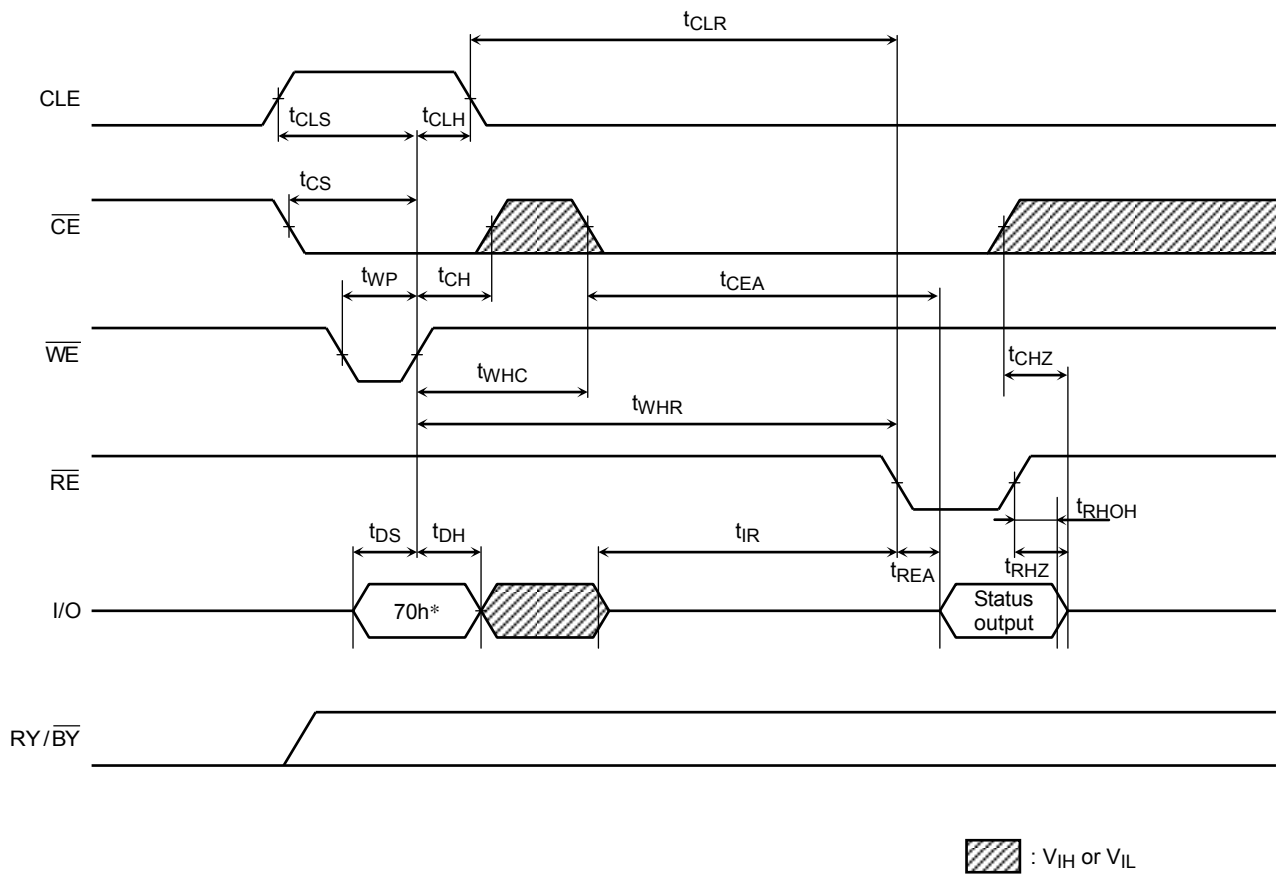 tCLR
CLE
tCLS
tCLH
tCS
CE
tWP
tCH
tCEA
WE
tCHZ
tWHC
tWHR
RE
tRHOH
tDS
tDH
tIR
tREA
tRHZ
I/O
70h*
Status
output
RY/BY
: VIH or VIL